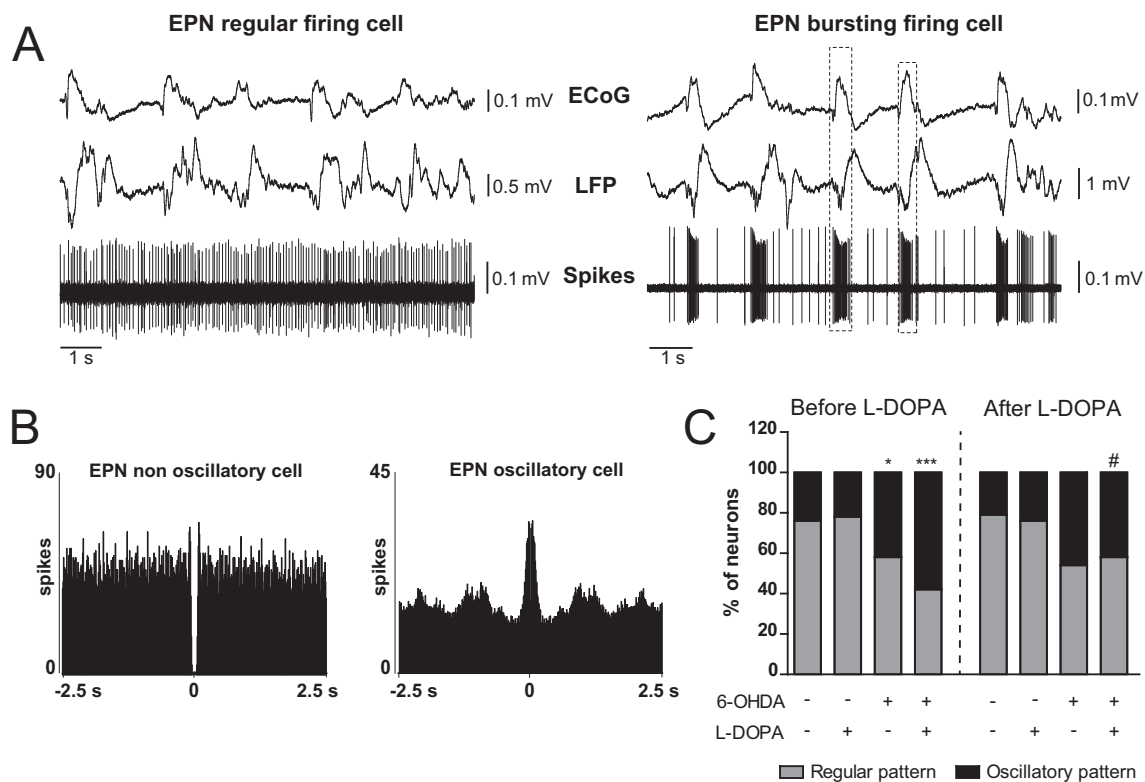 A
EPN regular firing cell
EPN bursting firing cell
0.1 mV
ECoG
0.1mV
0.5 mV
LFP
1 mV
0.1 mV
Spikes
0.1 mV
1 s
1 s
B
EPN non oscillatory cell
90
spikes
0
-2.5 s
0
2.5 s
EPN oscillatory cell
45
spikes
0
-2.5 s
0
2.5 s
C
Before L-DOPA
After L-DOPA
% of neurons
120
100
80
60
40
20
0
* *** #
6-OHDA - - + + - - + +
L-DOPA - + - + - + - +
Regular pattern
Oscillatory pattern